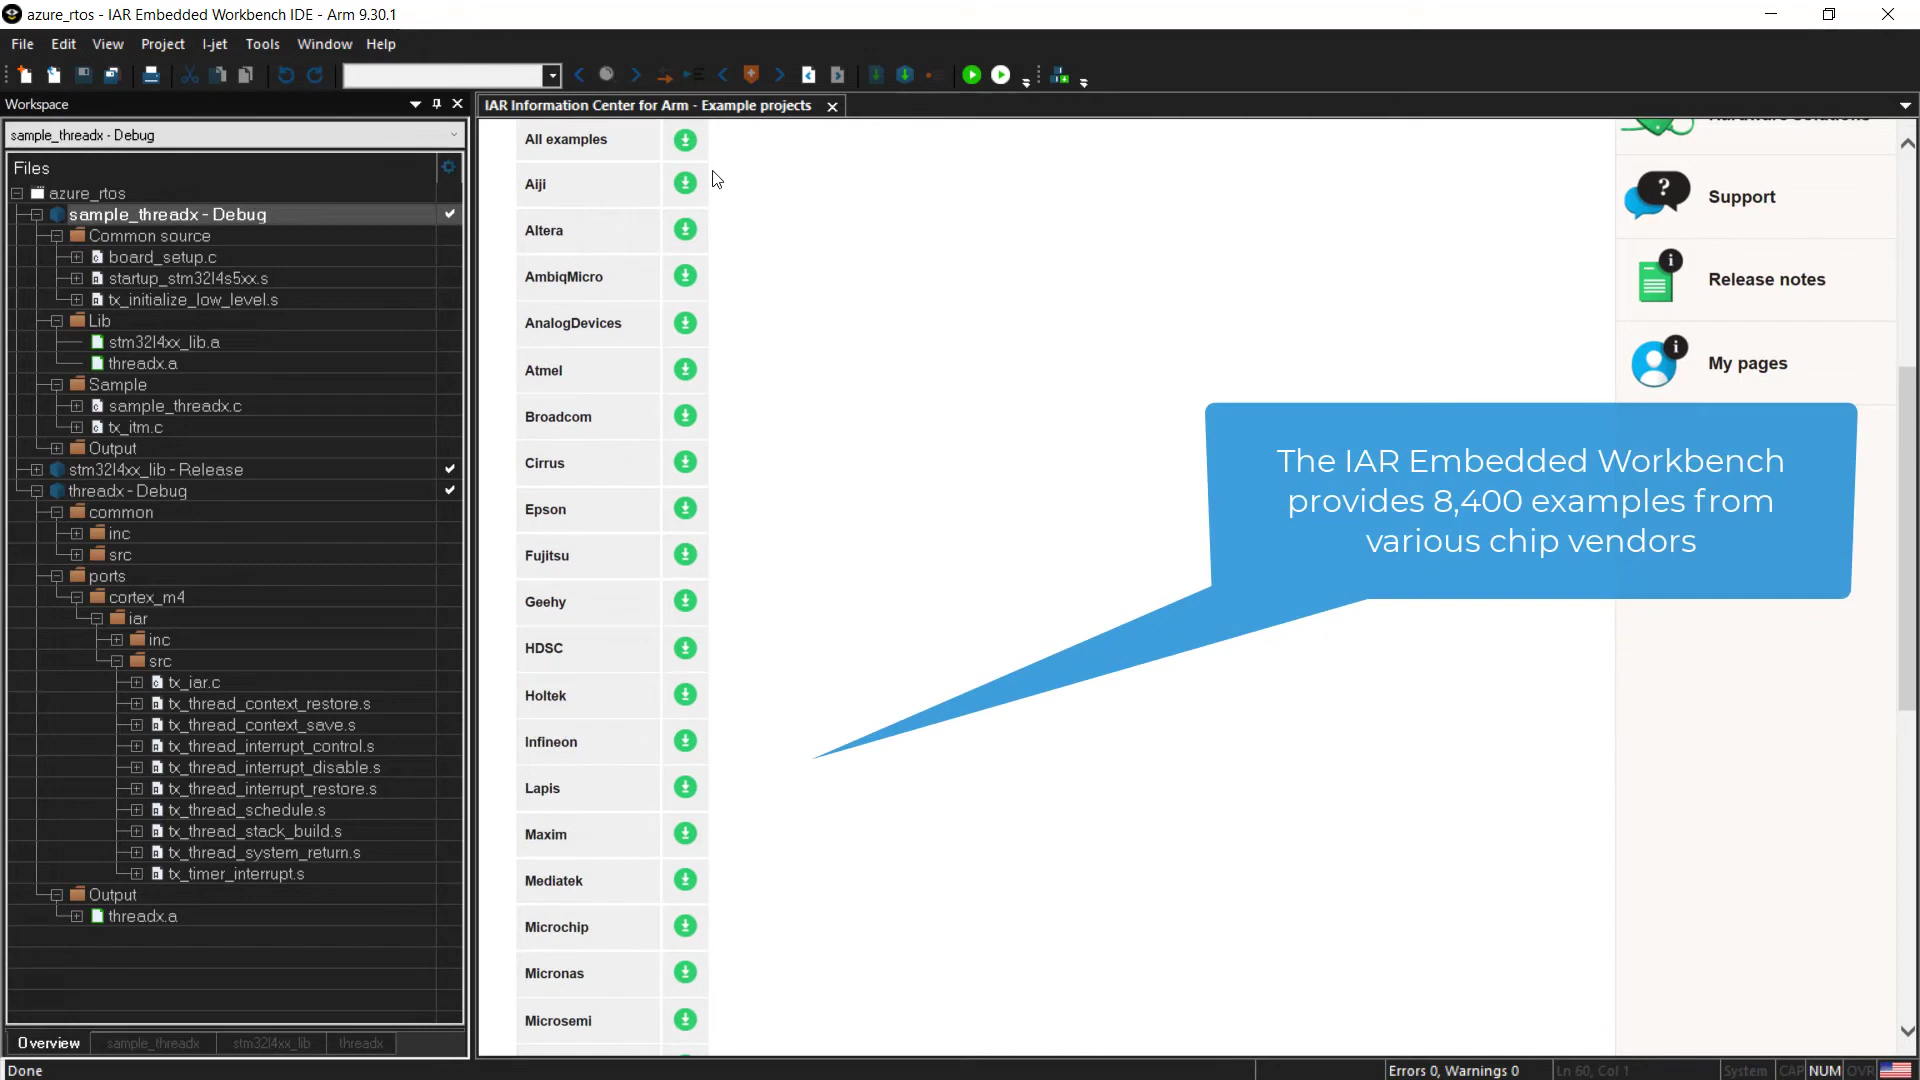 azure_rtos - IAR Embedded Workbench IDE - Arm 9.30.1
File Edit View Project I-jet Tools Window Help
Workspace
IAR Information Center for Arm - Example projects
sample_threadx - Debug
Files
azure_rtos
sample_threadx - Debug
Common source
board_setup.c
startup_stm32l4s5xx.s
tx_initialize_low_level.s
Lib
stm32l4xx_lib.a
threadx.a
Sample
sample_threadx.c
tx_itm.c
Output
stm32l4xx_lib - Release
threadx - Debug
common
inc
src
ports
cortex_m4
iar
inc
src
tx_iar.c
tx_thread_context_restore.s
tx_thread_context_save.s
tx_thread_interrupt_control.s
tx_thread_interrupt_disable.s
tx_thread_interrupt_restore.s
tx_thread_schedule.s
tx_thread_stack_build.s
tx_thread_system_return.s
tx_timer_interrupt.s
Output
threadx.a
Overview sample_threadx stm32l4xx_lib threadx
All examples
Aiji
Altera
AmbiqMicro
AnalogDevices
Atmel
Broadcom
Cirrus
Epson
Fujitsu
Geehy
HDSC
Holtek
Infineon
Lapis
Maxim
Mediatek
Microchip
Micronas
Microsemi
Hardware solutions
Support
Release notes
My pages
The IAR Embedded Workbench
provides 8,400 examples from
various chip vendors
Done
Errors 0, Warnings 0 Ln 60, Col 1 System CAP NUM OVR